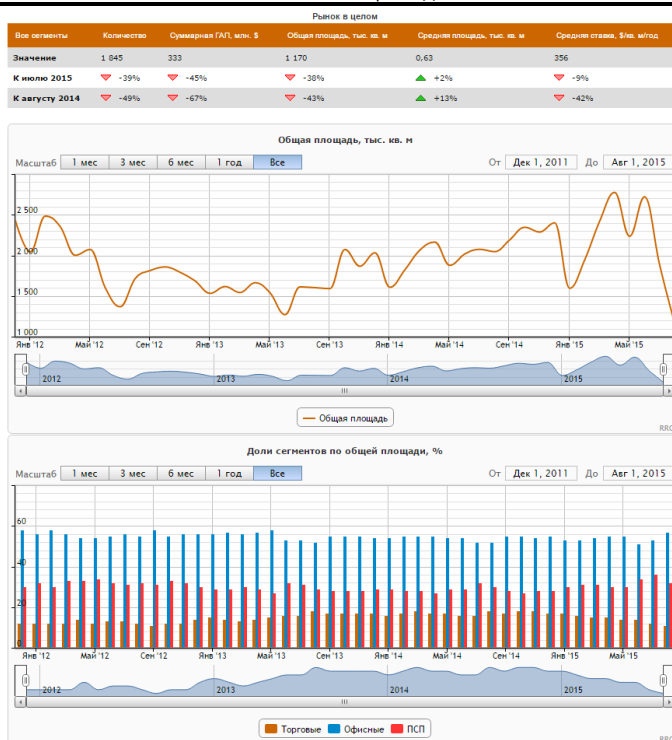 Рынок в целом
Все сегменты Количество Суммарная ГАП, млн. $ Общая площадь, тыс. кв. м Средняя площадь, тыс. кв. м Средняя ставка, $/кв. м/год
Значение 1 845 333 1 170 0,63 356
К июлю 2015 -39% -45% -38% +2% -9%
К августу 2014 -49% -67% -43% +13% -42%
Общая площадь, тыс. кв. м
Масштаб 1 мес 3 мес 6 мес 1 год Все От Дек 1, 2011 До Авг 1, 2015
2 500
2 000
1 500
1 000
Янв '12 Май '12 Сен '12 Янв '13 Май '13 Сен '13 Янв '14 Май '14 Сен '14 Янв '15 Май '15
2012 2013 2014 2015
Общая площадь
RRG
Доли сегментов по общей площади, %
Масштаб 1 мес 3 мес 6 мес 1 год Все От Дек 1, 2011 До Авг 1, 2015
60
40
20
0
Янв '12 Май '12 Сен '12 Янв '13 Май '13 Сен '13 Янв '14 Май '14 Сен '14 Янв '15 Май '15
2012 2013 2014 2015
Торговые Офисные ПСП
RRG